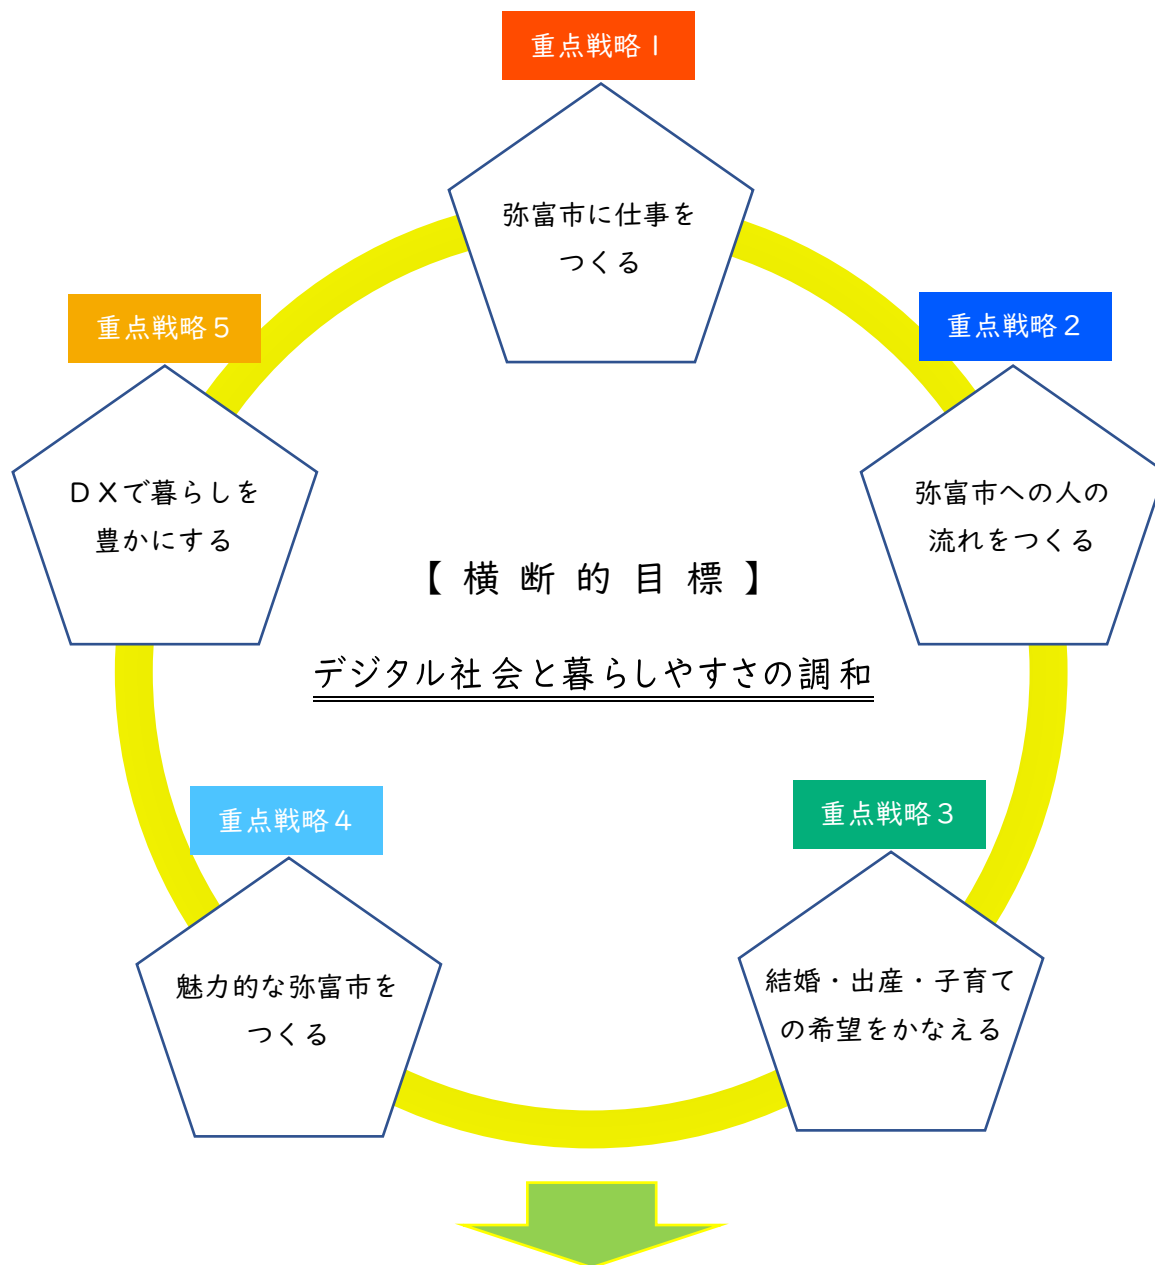 重点戦略1
弥富市に仕事を
つくる
重点戦略2
弥富市への人の
流れをつくる
重点戦略3
結婚・出産・子育て
の希望をかなえる
重点戦略4
魅力的な弥富市を
つくる
重点戦略5
DXで暮らしを
豊かにする
【横断的目標】
デジタル社会と暮らしやすさの調和